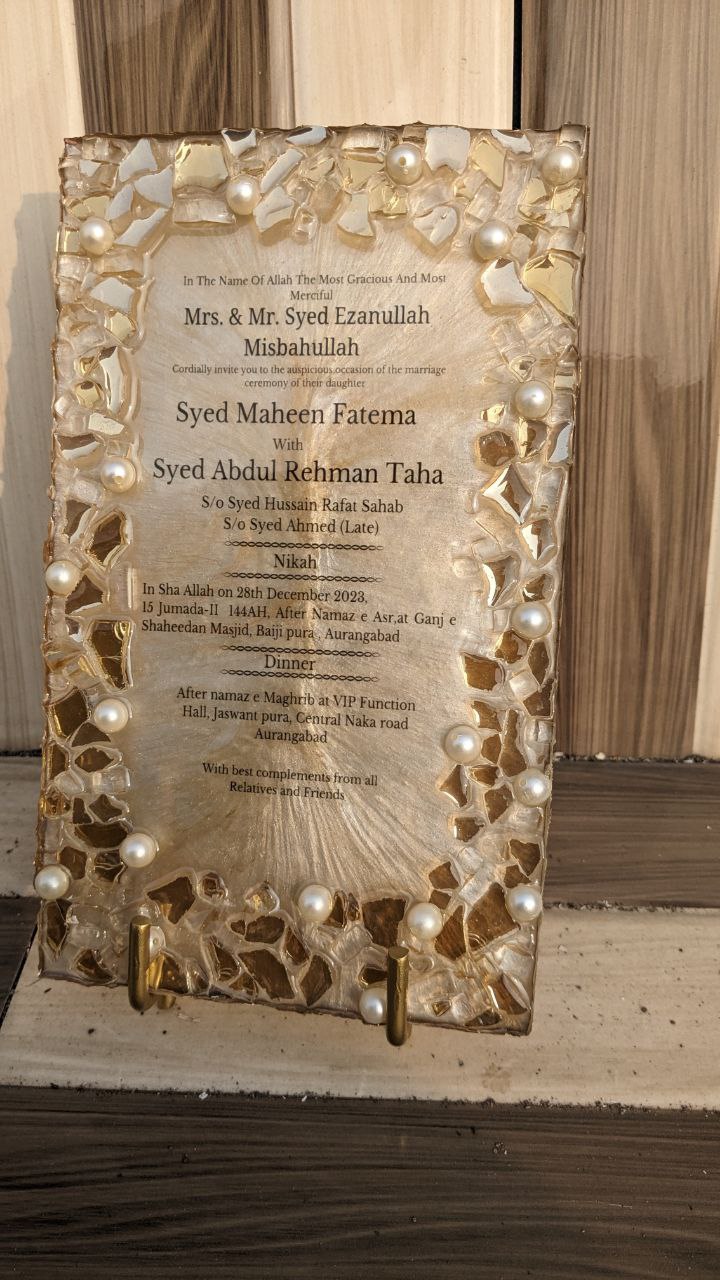 In The Name Of Allah The Most Gracious And Most
Merciful
Mrs. & Mr. Syed Ezanullah
Misbahullah
Cordially invite you to the auspicious occasion of the marriage
ceremony of their daughter
Syed Maheen Fatema
With
Syed Abdul Rehman Taha
S/o Syed Hussain Rafat Sahab
S/o Syed Ahmed (Late)
Nikah
In Sha Allah on 28th December 2023,
15 Jumada-II 144AH, After Namaz e Asr,at Ganj e
Shaheedan Masjid, Baiji pura , Aurangabad
Dinner
After namaz e Maghrib at VIP Function
Hall, Jaswant pura, Central Naka road
Aurangabad
With best complements from all
Relatives and Friends